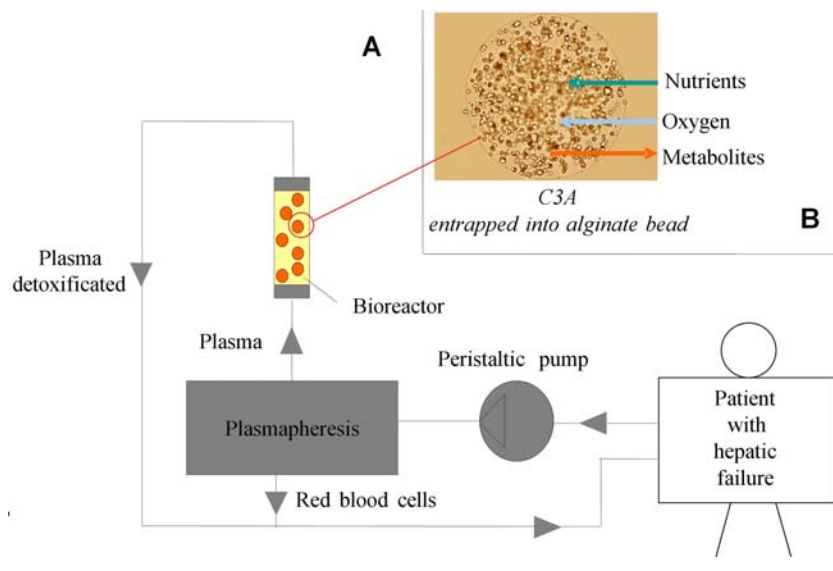 A
Nutrients
Oxygen
Metabolites
C3A
entrapped into alginate bead
B
Plasma
detoxificated
Bioreactor
Plasma
Peristaltic pump
Plasmapheresis
Patient
with
hepatic
failure
Red blood cells